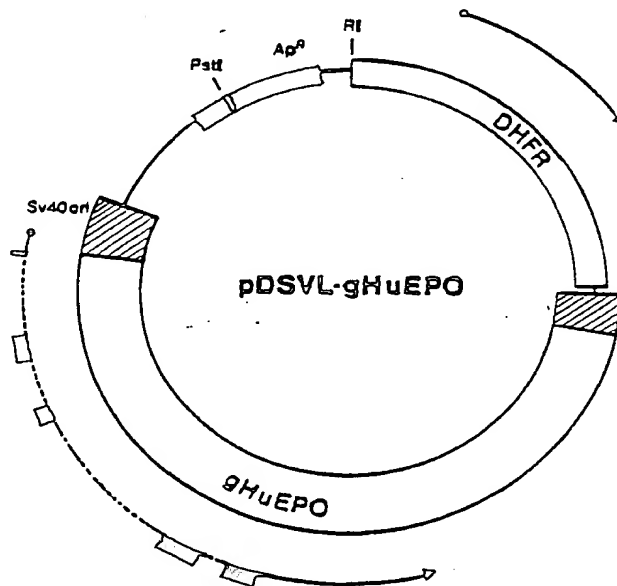 RI
Ap^R
PstI
DHFR
Sv40ori
pDSVL-gHuEPO
gHuEPO